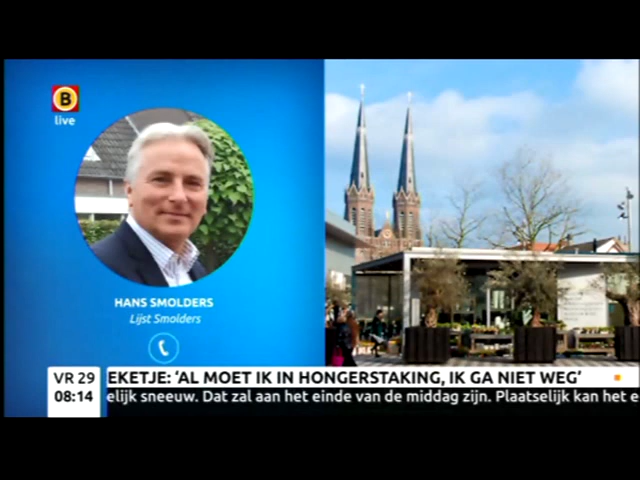 B
live
HANS SMOLDERS
Lijst Smolders
VR 29
08:14
EKETJE: ‘AL MOET IK IN HONGERSTAKING, IK GA NIET WEG’
elijk sneeuw. Dat zal aan het einde van de middag zijn. Plaatselijk kan het e